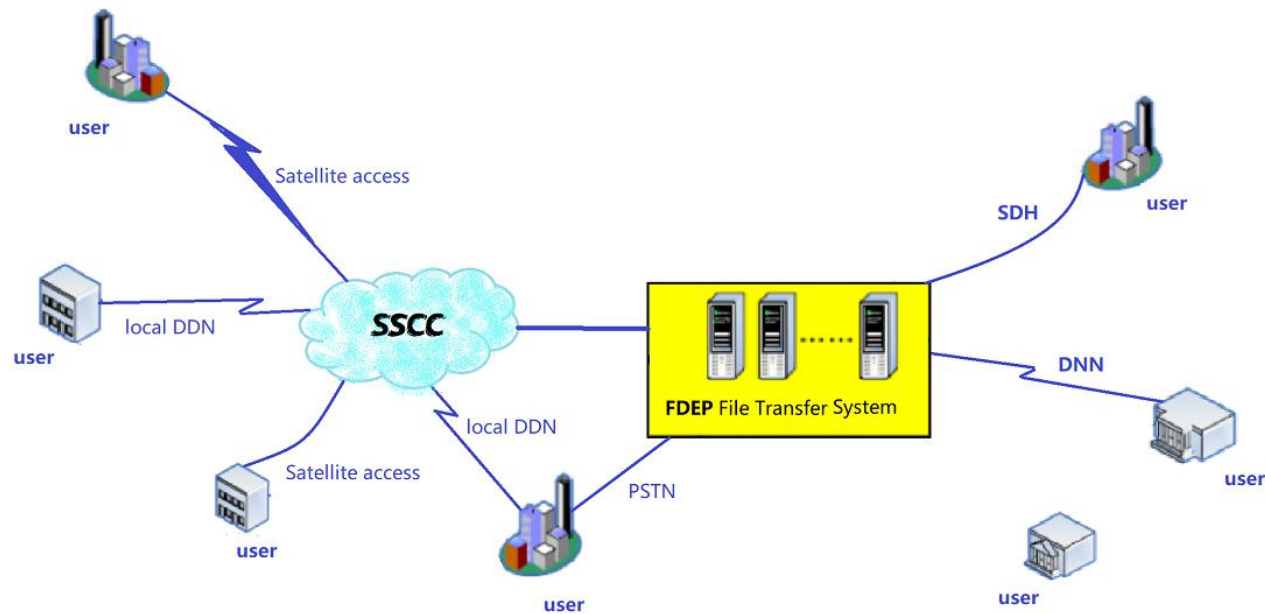 user
Satellite access
SDH
user
local DDN
user
SSCC
FDEP File Transfer System
DNN
local DDN
Satellite access
PSTN
user
user
user
user